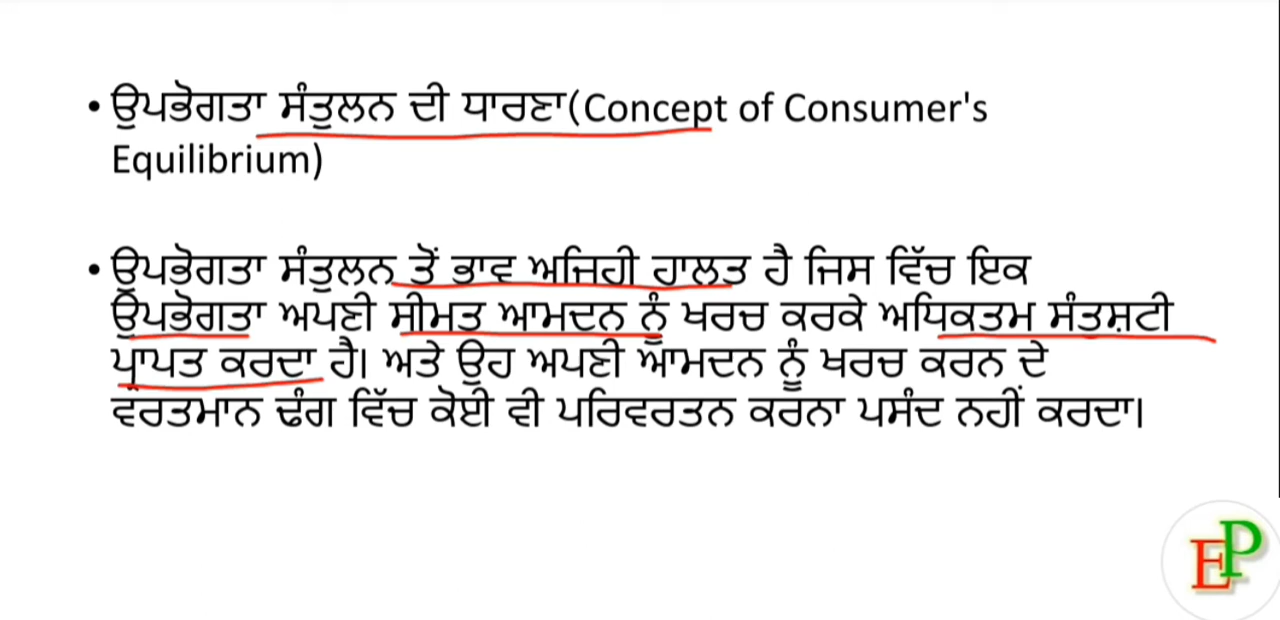 • ਉਪਭੋਗਤਾ ਸੰਤੁਲਨ ਦੀ ਧਾਰਣਾ(Concept of Consumer's
Equilibrium)
• ਉਪਭੋਗਤਾ ਸੰਤੁਲਨ ਤੋਂ ਭਾਵ ਅਜਿਹੀ ਹਾਲਤ ਹੈ ਜਿਸ ਵਿੱਚ ਇਕ
ਉਪਭੋਗਤਾ ਅਪਣੀ ਸੀਮਤ ਆਮਦਨ ਨੂੰ ਖਰਚ ਕਰਕੇ ਅਧਿਕਤਮ ਸੰਤੁਸ਼ਟੀ
ਪ੍ਰਾਪਤ ਕਰਦਾ ਹੈ। ਅਤੇ ਉਹ ਅਪਣੀ ਆਮਦਨ ਨੂੰ ਖਰਚ ਕਰਨ ਦੇ
ਵਰਤਮਾਨ ਢੰਗ ਵਿੱਚ ਕੋਈ ਵੀ ਪਰਿਵਰਤਨ ਕਰਨਾ ਪਸੰਦ ਨਹੀਂ ਕਰਦਾ।
EP